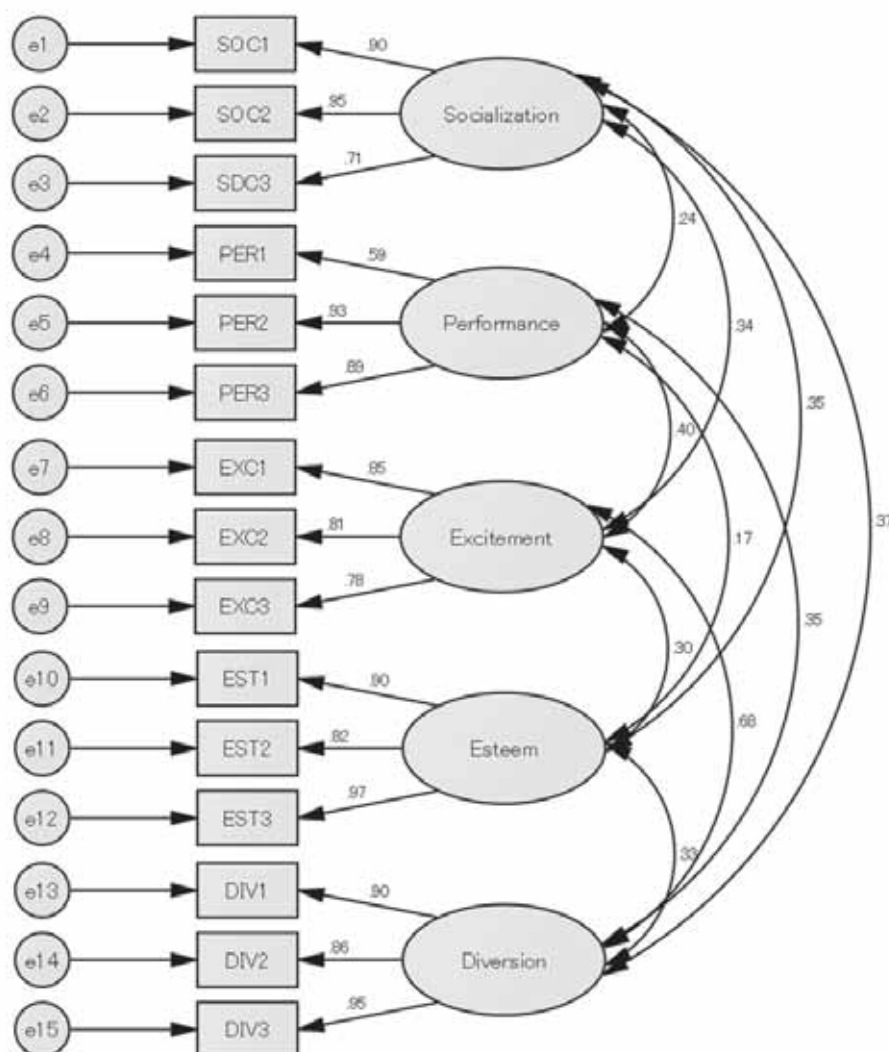 e1 SOC1 .90
Socialization
e2 SOC2 .95
e3 SDC3 .71
.24
e4 PER1 .59
e5 PER2 .93 Performance .34
e6 PER3 .89
.35
.40
e7 EXC1 .85
e8 EXC2 .81 Excitement .17 .37
e9 EXC3 .78
.35
.30
e10 EST1 .90
.68
e11 EST2 .82 Esteem
e12 EST3 .97
.33
e13 DIV1 .90
e14 DIV2 .86 Diversion
e15 DIV3 .95